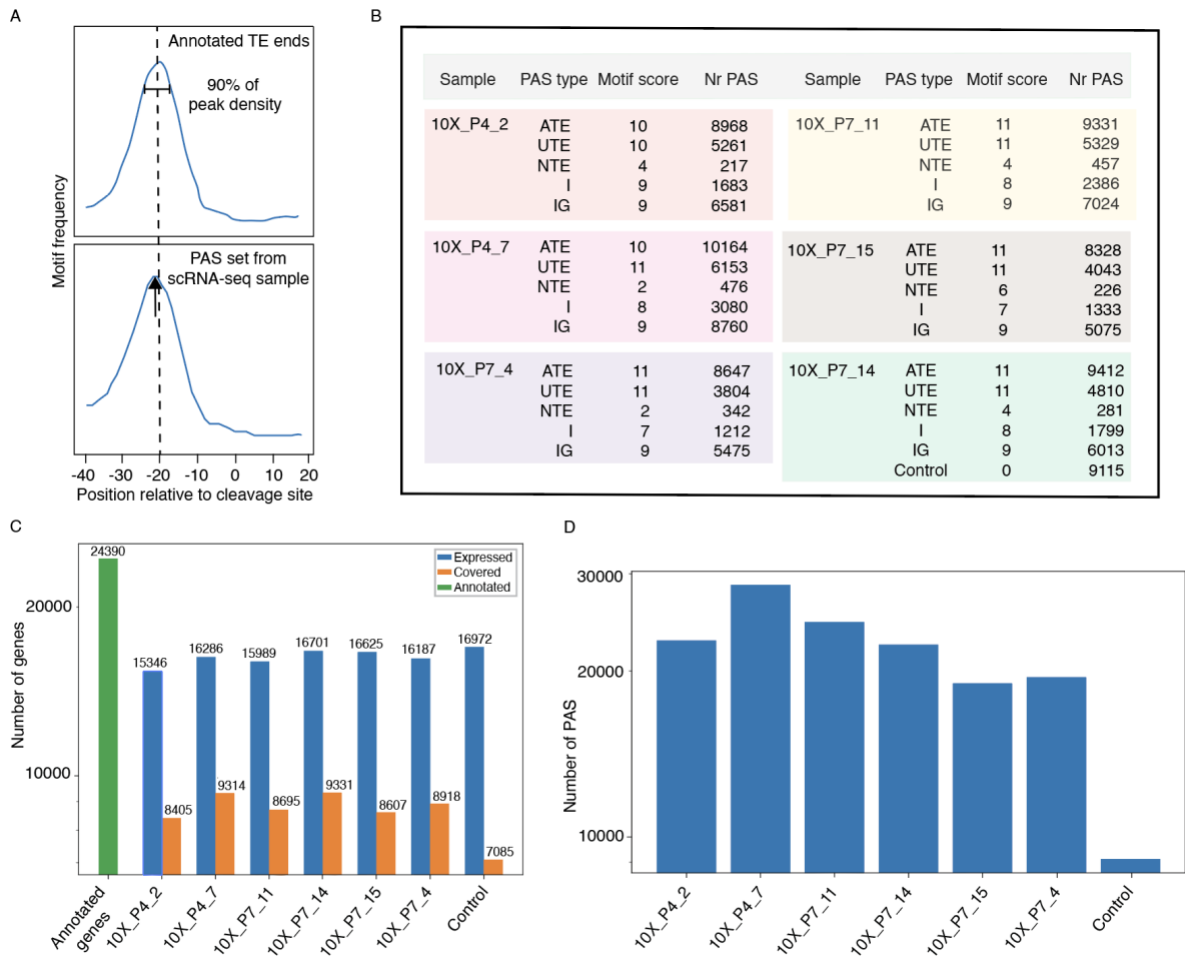 A
Annotated TE ends
90% of
peak density
PAS set from
scRNA-seq sample
Motif frequency
-40 -30 -20 -10 0 10 20
Position relative to cleavage site
B
Sample PAS type Motif score Nr PAS Sample PAS type Motif score Nr PAS
10X_P4_2 ATE 10 8968 10X_P7_11 ATE 11 9331
UTE 10 5261 UTE 11 5329
NTE 4 217 NTE 4 457
I 9 1683 I 8 2386
IG 9 6581 IG 9 7024
10X_P4_7 ATE 10 10164 10X_P7_15 ATE 11 8328
UTE 11 6153 UTE 11 4043
NTE 2 476 NTE 6 226
I 8 3080 I 7 1333
IG 9 8760 IG 9 5075
10X_P7_4 ATE 11 8647 10X_P7_14 ATE 11 9412
UTE 11 3804 UTE 11 4810
NTE 2 342 NTE 4 281
I 7 1212 I 8 1799
IG 9 5475 IG 9 6013
Control 0 9115
C
Number of genes
20000
10000
Expressed
Covered
Annotated
24390
15346 16286 15989 16701 16625 16187 16972
8405 9314 8695 9331 8607 8918 7085
Annotated
genes
10X_P4_2
10X_P4_7
10X_P7_11
10X_P7_14
10X_P7_15
10X_P7_4
Control
D
Number of PAS
30000
20000
10000
10X_P4_2
10X_P4_7
10X_P7_11
10X_P7_14
10X_P7_15
10X_P7_4
Control